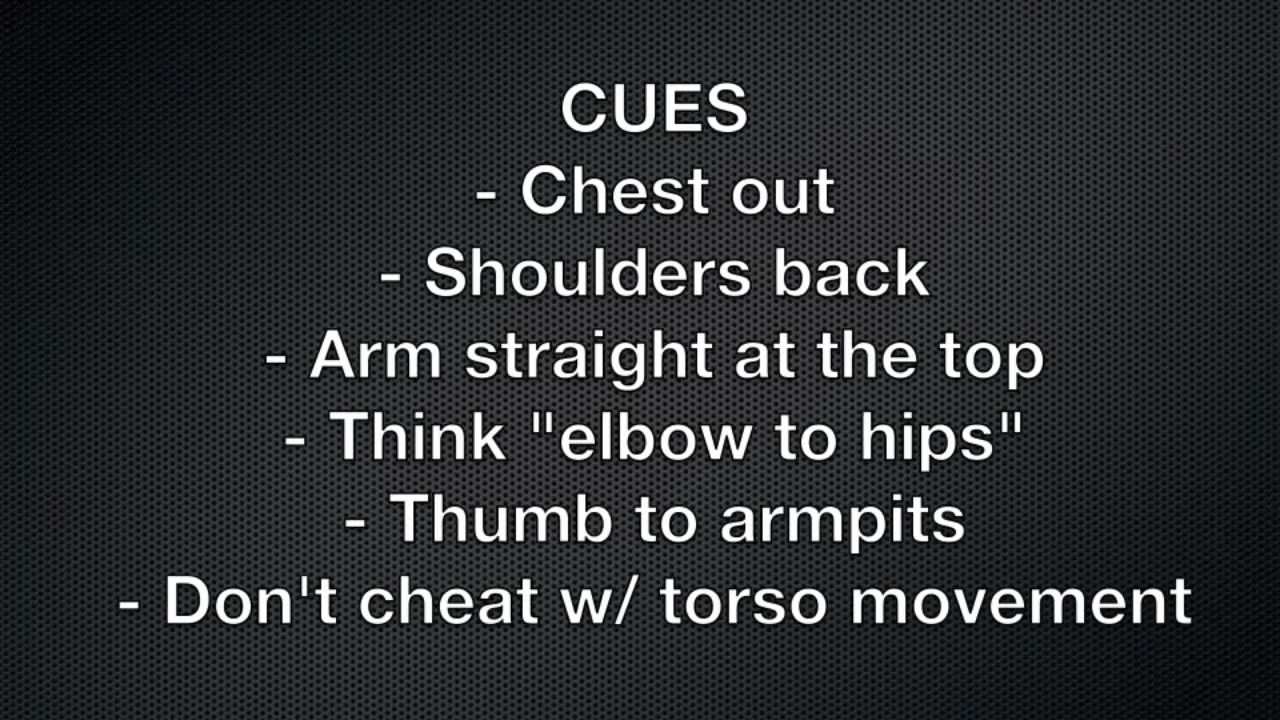 CUES
- Chest out
- Shoulders back
- Arm straight at the top
- Think "elbow to hips"
- Thumb to armpits
- Don't cheat w/ torso movement